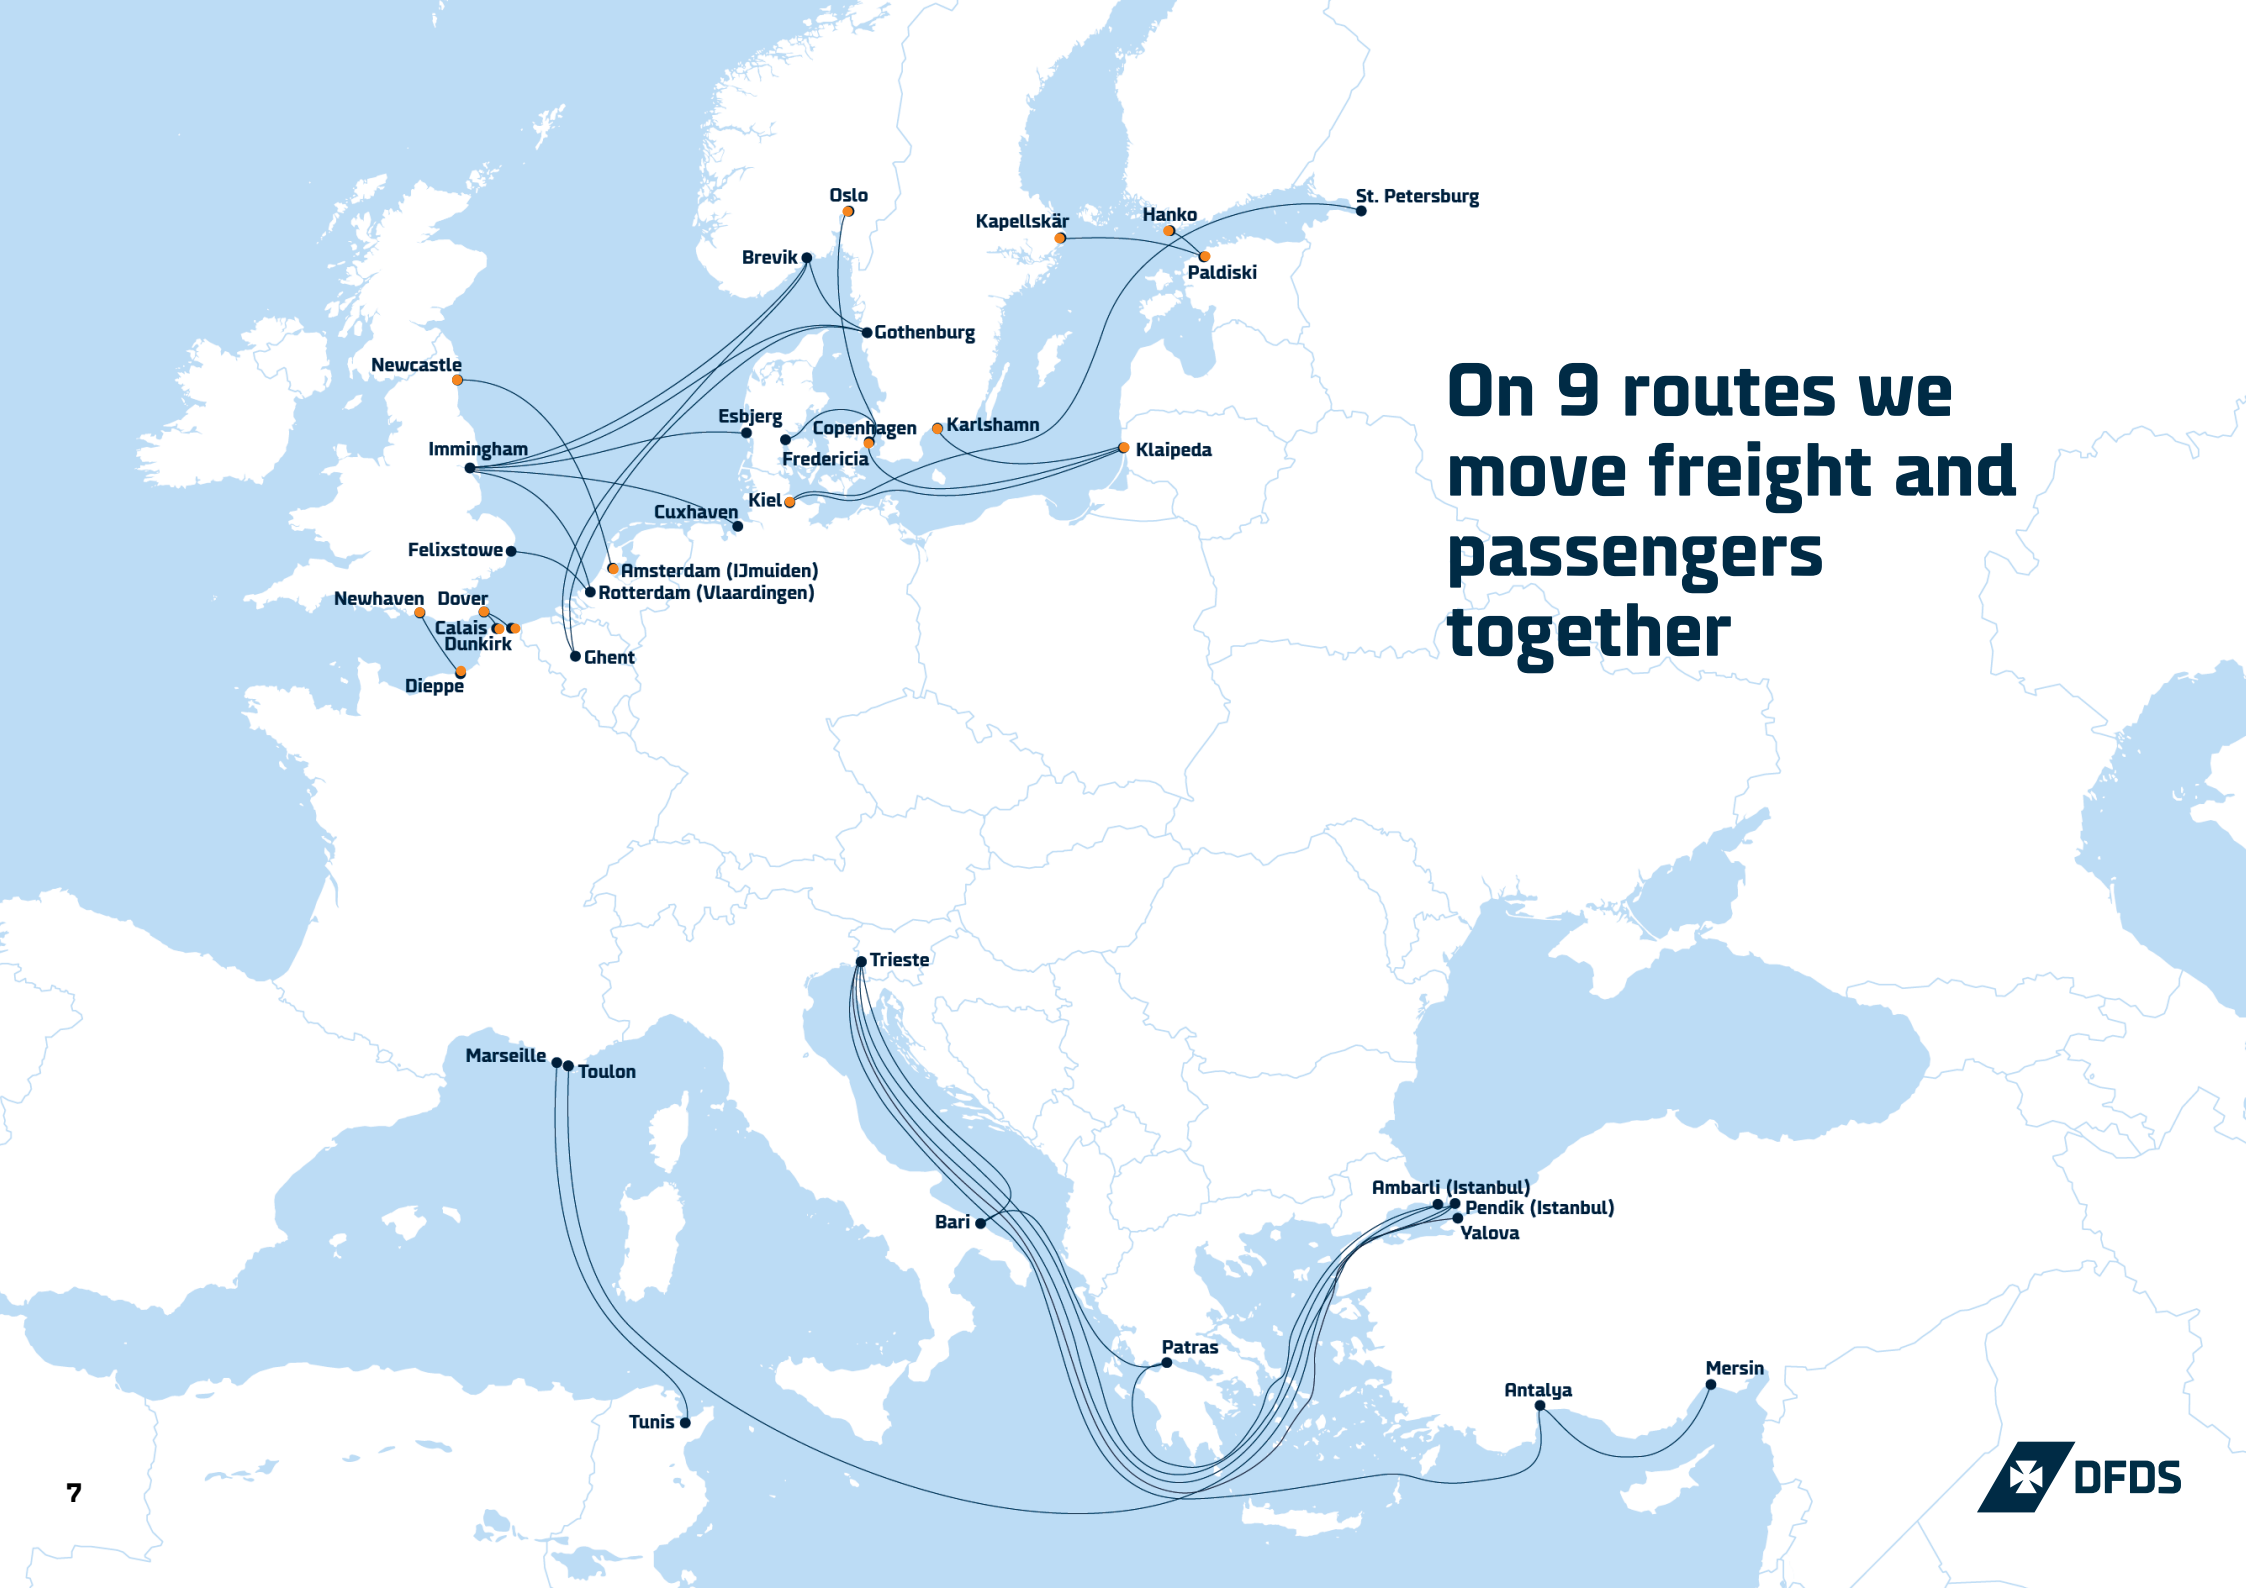 Oslo
St. Petersburg
Kapellskär
Hanko
Brevik
Paldiski
Gothenburg
Newcastle
On 9 routes we
move freight and
passengers
together
Esbjerg
Copenhagen
Karlshamn
Immingham
Fredericia
Klaipeda
Kiel
Cuxhaven
Felixstowe
Amsterdam (IJmuiden)
Rotterdam (Vlaardingen)
Newhaven
Dover
Calais
Dunkirk
Ghent
Dieppe
Trieste
Marseille
Toulon
Ambarli (Istanbul)
Pendik (Istanbul)
Bari
Yalova
Patras
Mersin
Antalya
Tunis
7
DFDS